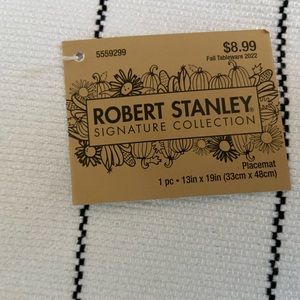 5559299
$8.99
Fall Tableware 2022
ROBERT STANLEY
SIGNATURE COLLECTION
Placemat
1 pc • 13in x 19in (33cm x 48cm)